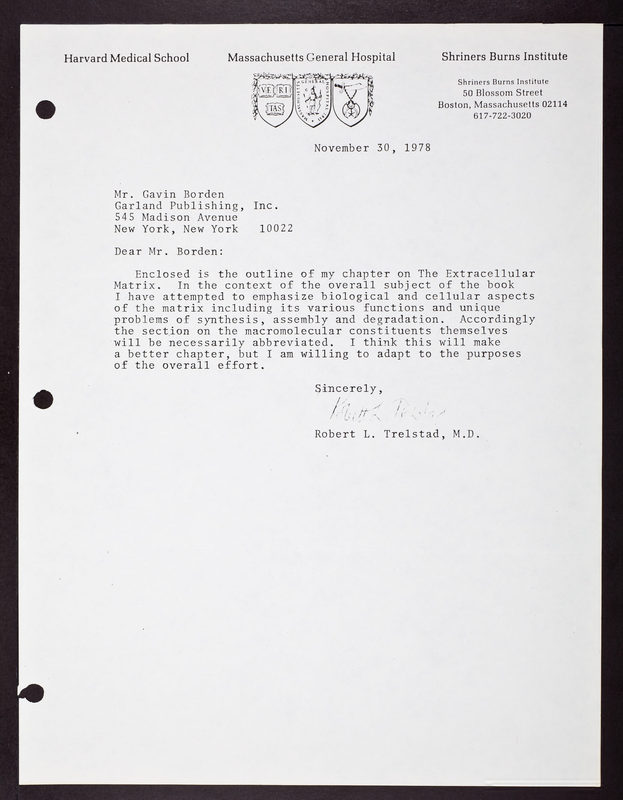 Harvard Medical School
Massachusetts General Hospital
Shriners Burns Institute
VE RI
TAS
Shriners Burns Institute
50 Blossom Street
Boston, Massachusetts 02114
617-722-3020
November 30, 1978
Mr. Gavin Borden
Garland Publishing, Inc.
545 Madison Avenue
New York, New York 10022
Dear Mr. Borden:
Enclosed is the outline of my chapter on The Extracellular
Matrix. In the context of the overall subject of the book
I have attempted to emphasize biological and cellular aspects
of the matrix including its various functions and unique
problems of synthesis, assembly and degradation. Accordingly
the section on the macromolecular constituents themselves
will be necessarily abbreviated. I think this will make
a better chapter, but I am willing to adapt to the purposes
of the overall effort.
Sincerely,
Robert L. Trelstad, M.D.